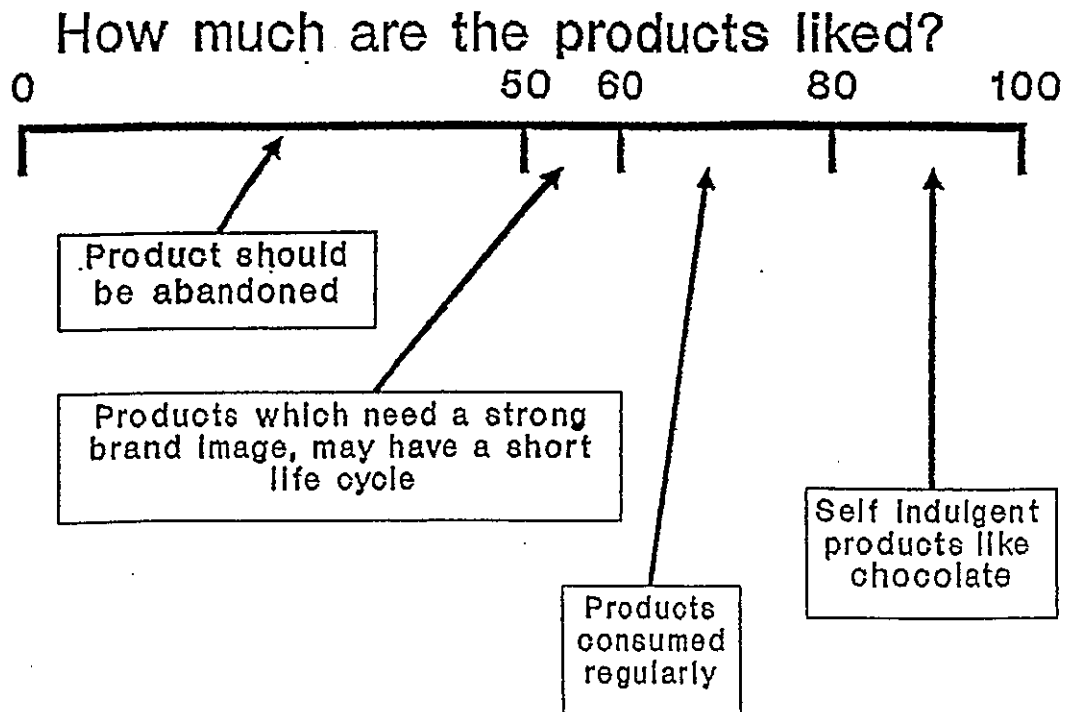 How much are the products liked?
0 50 60 80 100
Product should
be abandoned
Products which need a strong
brand image, may have a short
life cycle
Self indulgent
products like
chocolate
Products
consumed
regularly